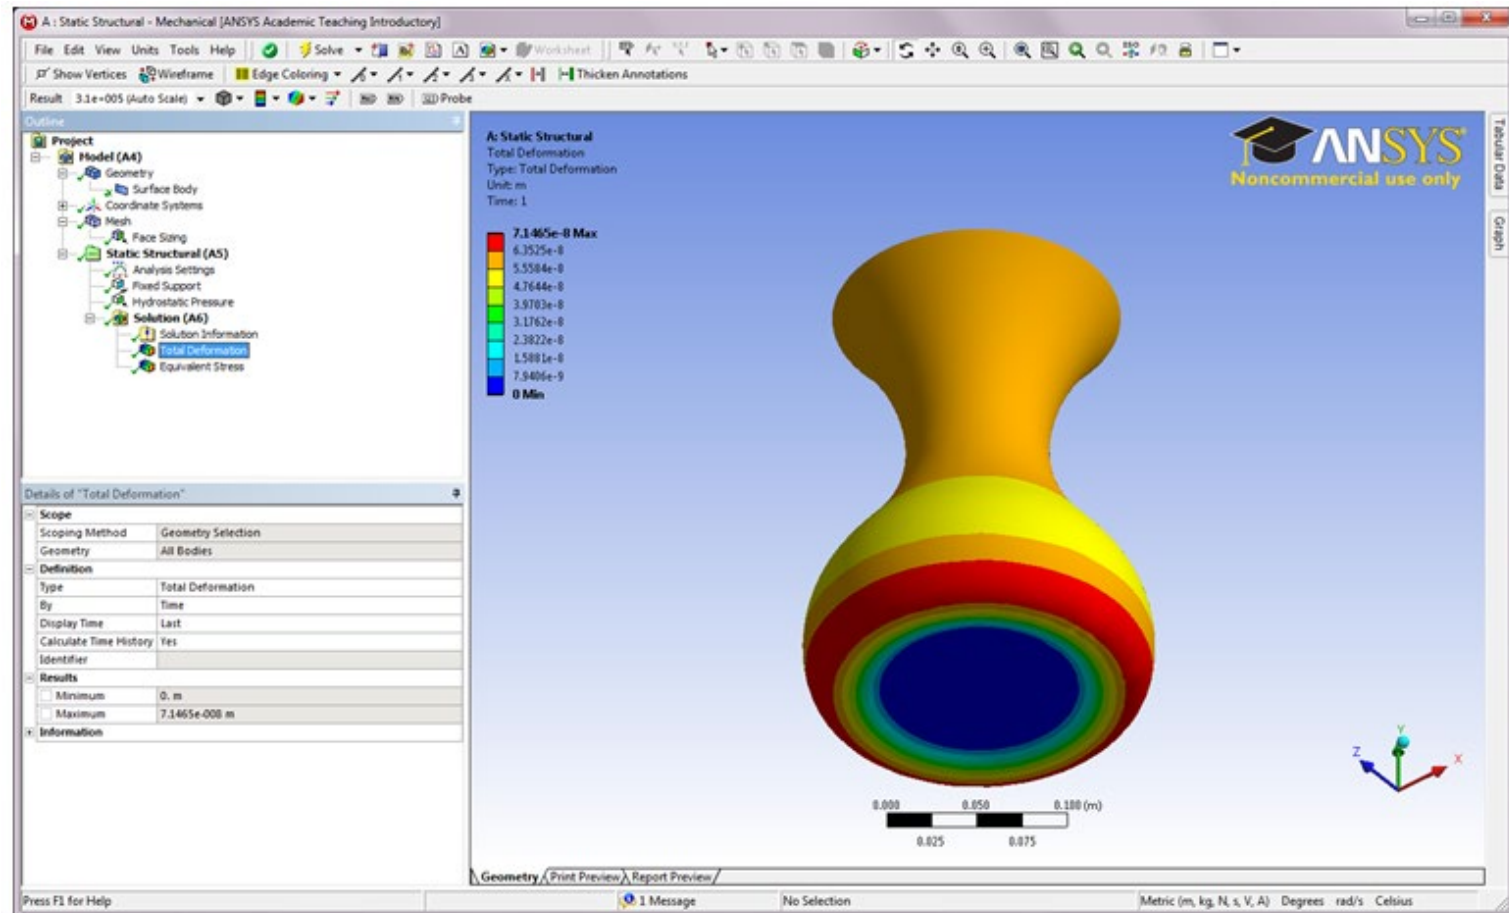 A : Static Structural - Mechanical [ANSYS Academic Teaching Introductory]
File Edit View Units Tools Help Solve Worksheet
Show Vertices Wireframe Edge Coloring Thicken Annotations
Result 3.1e+005 (Auto Scale) Probe
Outline
Project
Model (A4)
Geometry
Surface Body
Coordinate Systems
Mesh
Face Sizing
Static Structural (A5)
Analysis Settings
Fixed Support
Hydrostatic Pressure
Solution (A6)
Solution Information
Total Deformation
Equivalent Stress
Details of "Total Deformation"
Scope
Scoping Method Geometry Selection
Geometry All Bodies
Definition
Type Total Deformation
By Time
Display Time Last
Calculate Time History Yes
Identifier
Results
Minimum 0. m
Maximum 7.1465e-008 m
Information
A: Static Structural
Total Deformation
Type: Total Deformation
Unit: m
Time: 1
7.1465e-8 Max
6.3525e-8
5.5584e-8
4.7644e-8
3.9703e-8
3.1762e-8
2.3822e-8
1.5881e-8
7.9406e-9
0 Min
ANSYS
Noncommercial use only
Tabular Data
Graph
Y
Z
X
0.000 0.050 0.100 (m)
0.025 0.075
Geometry Print Preview Report Preview
Press F1 for Help 1 Message No Selection Metric (m, kg, N, s, V, A) Degrees rad/s Celsius